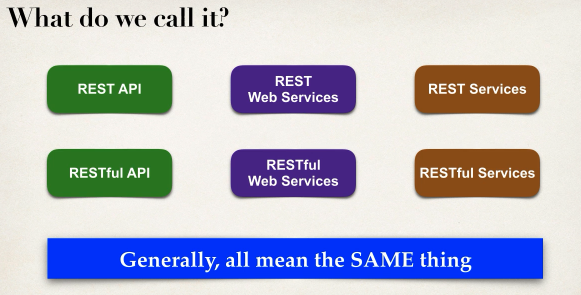 What do we call it?
REST API
REST
Web Services
REST Services
RESTful API
RESTful
Web Services
RESTful Services
Generally, all mean the SAME thing